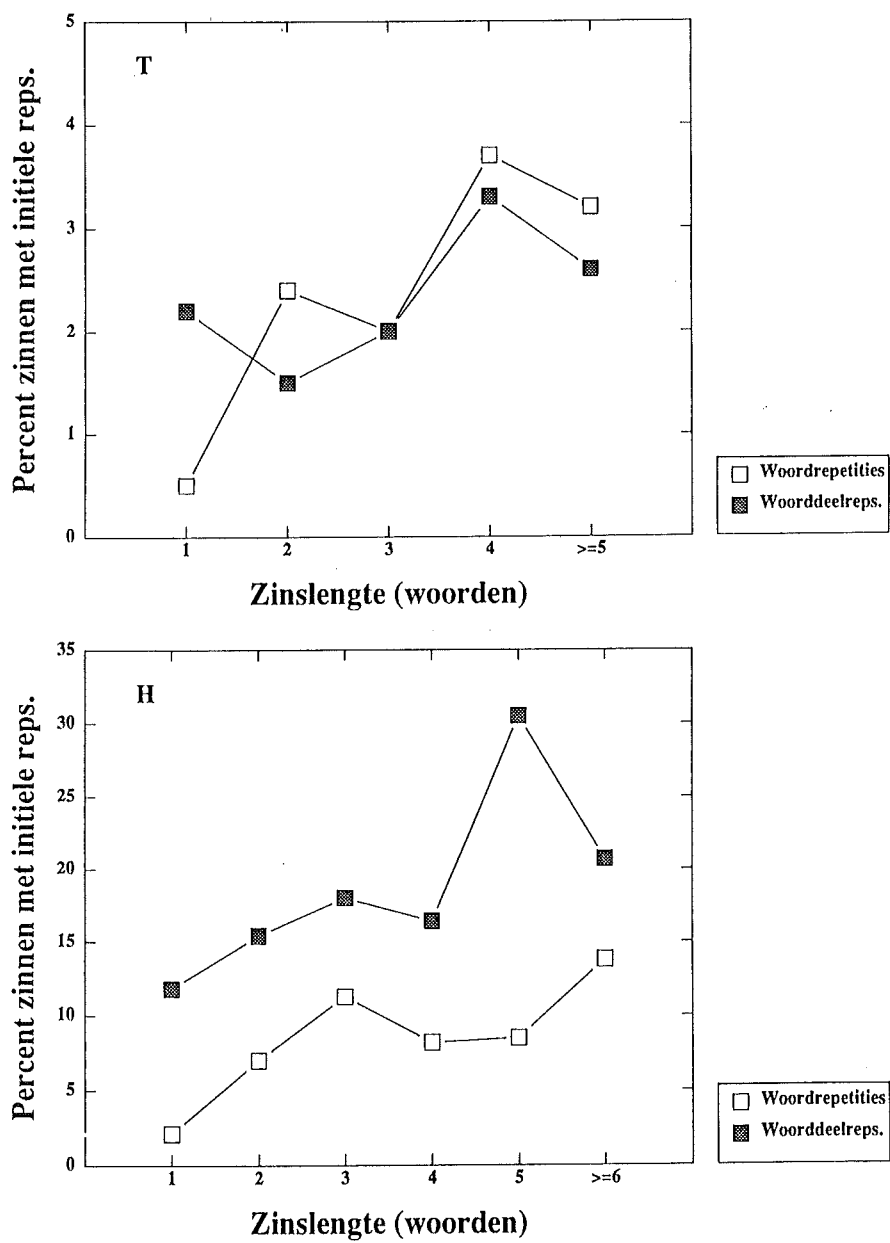 5
T
4
3
2
1
0
Percent zinnen met initiele reps.
1 2 3 4 >=5
Zinslengte (woorden)
Woordrepetities
Woorddeelreps.
35
H
30
25
20
15
10
5
0
Percent zinnen met initiele reps.
1 2 3 4 5 >=6
Zinslengte (woorden)
Woordrepetities
Woorddeelreps.